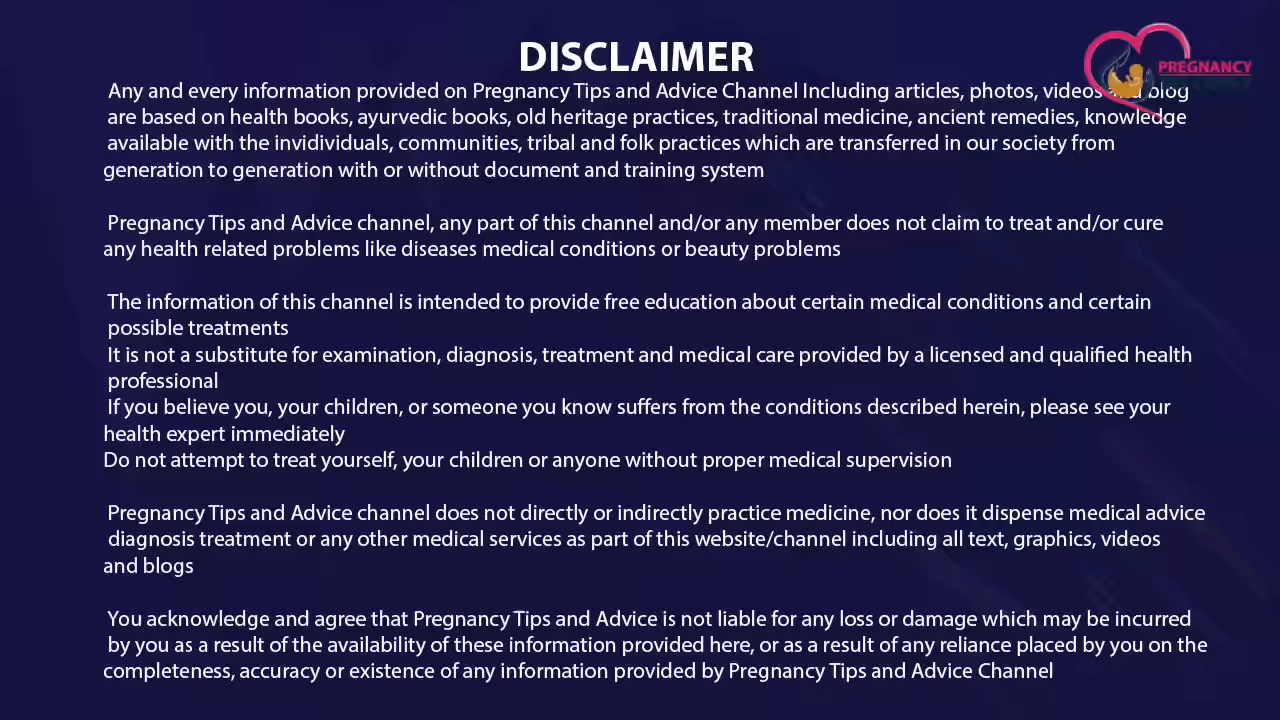 DISCLAIMER
PREGNANCY
Any and every information provided on Pregnancy Tips and Advice Channel Including articles, photos, videos and blog
are based on health books, ayurvedic books, old heritage practices, traditional medicine, ancient remedies, knowledge
available with the invidividuals, communities, tribal and folk practices which are transferred in our society from
generation to generation with or without document and training system
Pregnancy Tips and Advice channel, any part of this channel and/or any member does not claim to treat and/or cure
any health related problems like diseases medical conditions or beauty problems
The information of this channel is intended to provide free education about certain medical conditions and certain
possible treatments
It is not a substitute for examination, diagnosis, treatment and medical care provided by a licensed and qualified health
professional
If you believe you, your children, or someone you know suffers from the conditions described herein, please see your
health expert immediately
Do not attempt to treat yourself, your children or anyone without proper medical supervision
Pregnancy Tips and Advice channel does not directly or indirectly practice medicine, nor does it dispense medical advice
diagnosis treatment or any other medical services as part of this website/channel including all text, graphics, videos
and blogs
You acknowledge and agree that Pregnancy Tips and Advice is not liable for any loss or damage which may be incurred
by you as a result of the availability of these information provided here, or as a result of any reliance placed by you on the
completeness, accuracy or existence of any information provided by Pregnancy Tips and Advice Channel